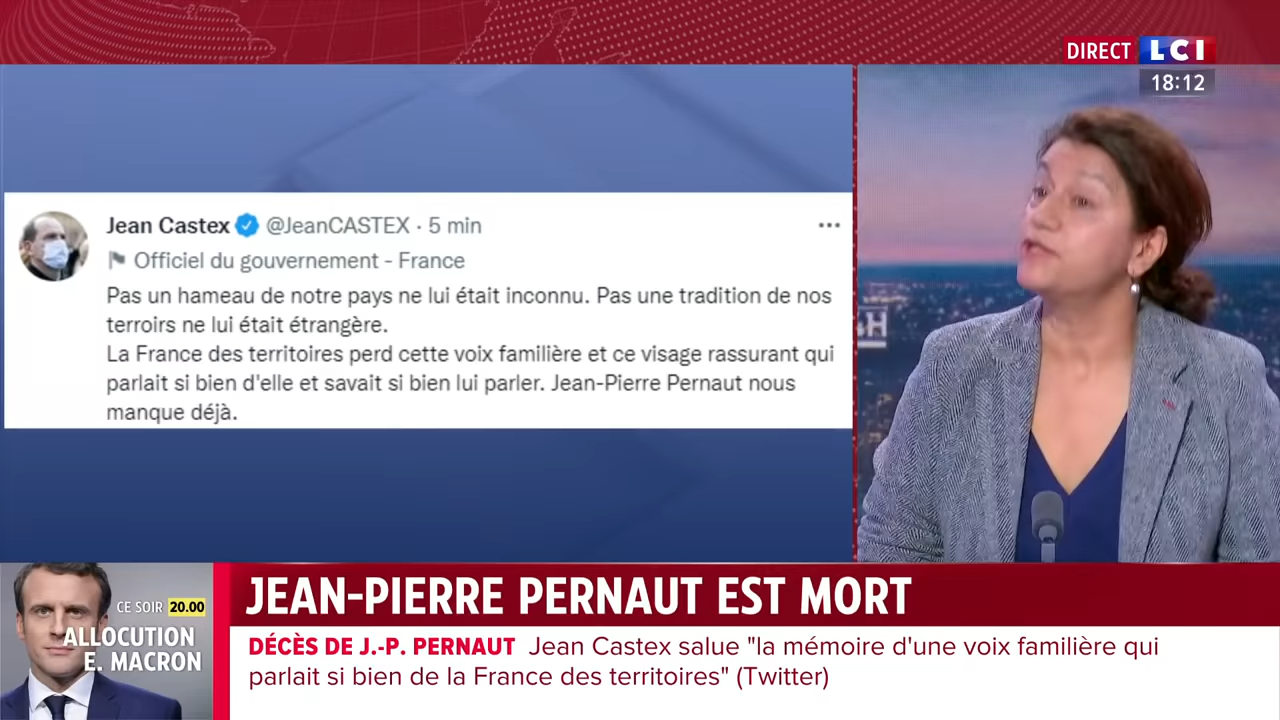 DIRECT LCI
18:12
Jean Castex @JeanCASTEX · 5 min
Officiel du gouvernement - France
Pas un hameau de notre pays ne lui était inconnu. Pas une tradition de nos
terroirs ne lui était étrangère.
La France des territoires perd cette voix familière et ce visage rassurant qui
parlait si bien d'elle et savait si bien lui parler. Jean-Pierre Pernaut nous
manque déjà.
H
CE SOIR 20.00
ALLOCUTION
E. MACRON
JEAN-PIERRE PERNAUT EST MORT
DÉCÈS DE J.-P. PERNAUT Jean Castex salue "la mémoire d'une voix familière qui
parlait si bien de la France des territoires" (Twitter)